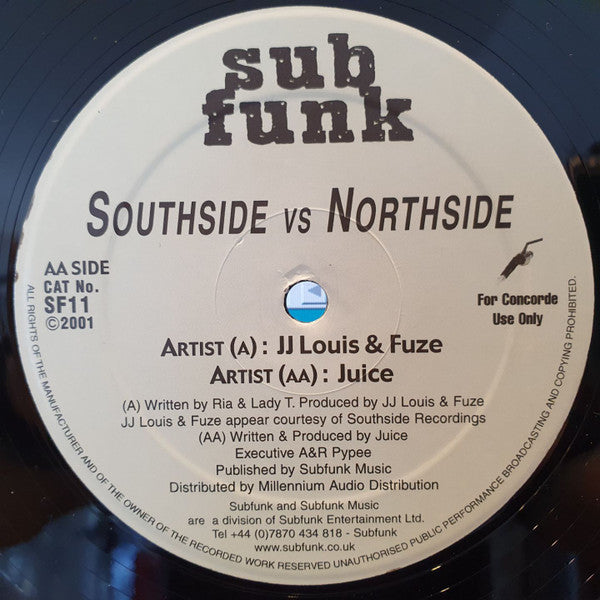 sub
funk
SOUTHSIDE VS NORTHSIDE
AA SIDE
CAT No.
SF11
©2001
For Concorde
Use Only
ARTIST (A) : JJ Louis & Fuze
ARTIST (AA) : Juice
(A) Written by Ria & Lady T. Produced by JJ Louis & Fuze
JJ Louis & Fuze appear courtesy of Southside Recordings
(AA) Written & Produced by Juice
Executive A&R Pypee
Published by Subfunk Music
Distributed by Millennium Audio Distribution
Subfunk and Subfunk Music
are a division of Subfunk Entertainment Ltd.
Tel +44 (0)7870 434 818 - Subfunk
www.subfunk.co.uk
ALL RIGHTS OF THE MANUFACTURER AND OF THE OWNER OF THE RECORDED WORK RESERVED UNAUTHORISED PUBLIC PERFORMANCE BROADCASTING AND COPYING PROHIBITED.